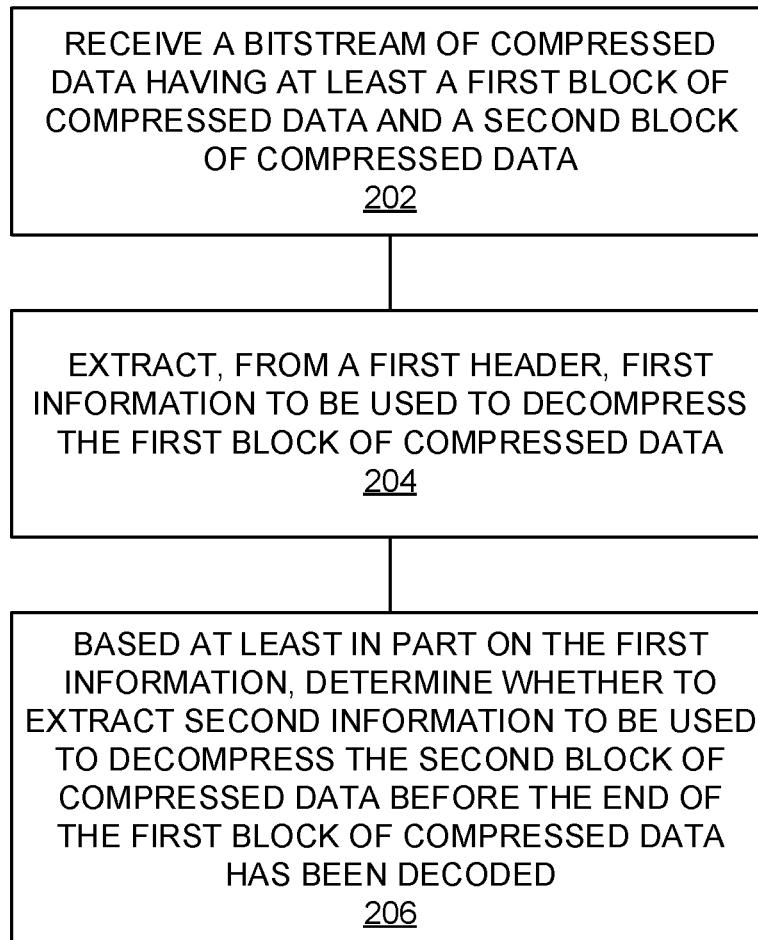 RECEIVE A BITSTREAM OF COMPRESSED
DATA HAVING AT LEAST A FIRST BLOCK OF
COMPRESSED DATA AND A SECOND BLOCK
OF COMPRESSED DATA
202
EXTRACT, FROM A FIRST HEADER, FIRST
INFORMATION TO BE USED TO DECOMPRESS
THE FIRST BLOCK OF COMPRESSED DATA
204
BASED AT LEAST IN PART ON THE FIRST
INFORMATION, DETERMINE WHETHER TO
EXTRACT SECOND INFORMATION TO BE USED
TO DECOMPRESS THE SECOND BLOCK OF
COMPRESSED DATA BEFORE THE END OF
THE FIRST BLOCK OF COMPRESSED DATA
HAS BEEN DECODED
206